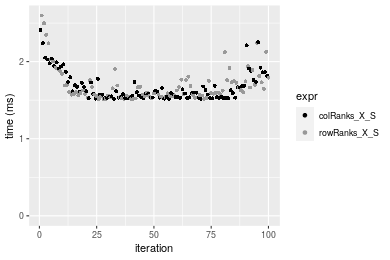 2
1
0
time (ms)
0
25
50
75
100
iteration
expr
colRanks_X_S
rowRanks_X_S